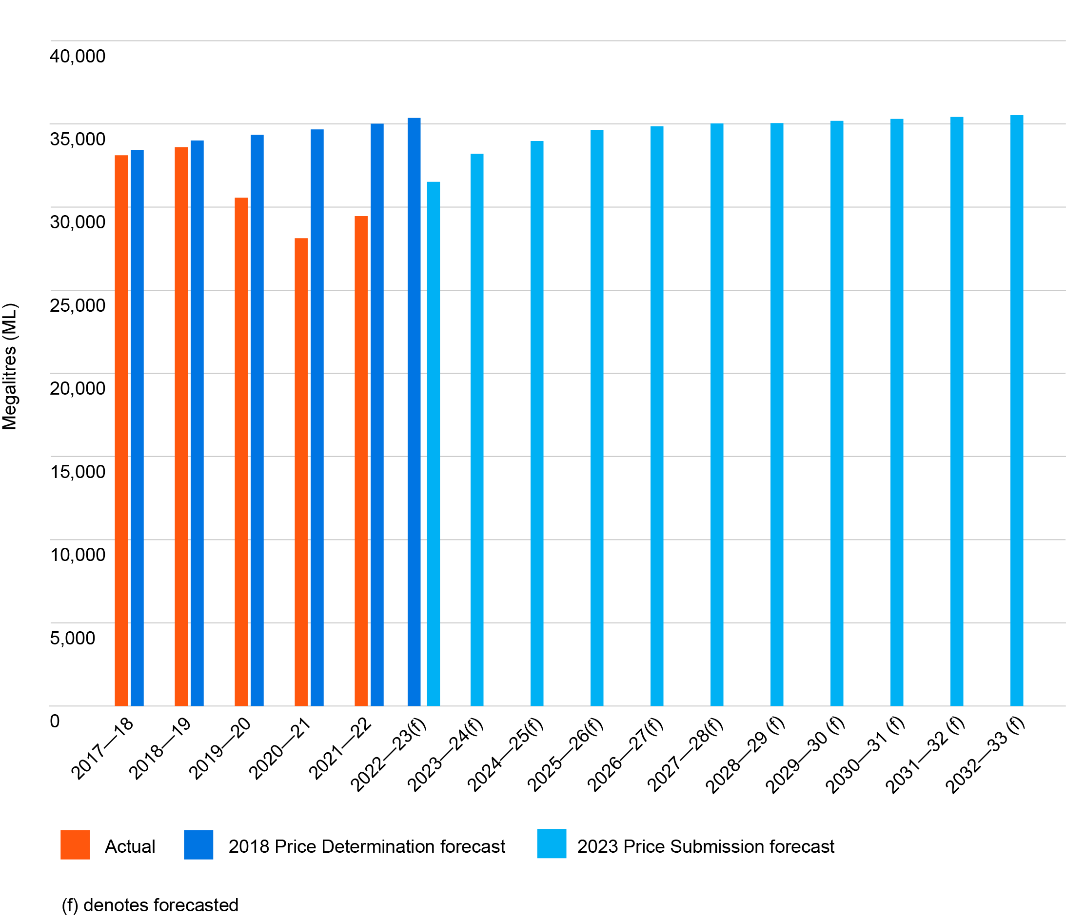 40,000
35,000
30,000
25,000
20,000
15,000
10,000
5,000
0
Megalitres (ML)
2017—18
2018—19
2019—20
2020—21
2021—22
2022—23(f)
2023—24(f)
2024—25(f)
2025—26(f)
2026—27(f)
2027—28(f)
2028—29 (f)
2029—30 (f)
2030—31 (f)
2031—32 (f)
2032—33 (f)
Actual
2018 Price Determination forecast
2023 Price Submission forecast
(f) denotes forecasted